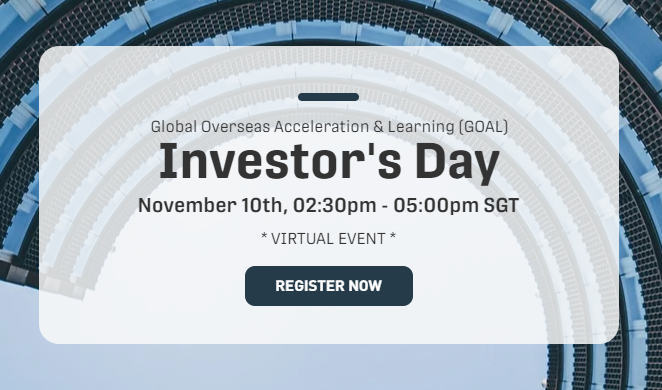 Global Overseas Acceleration & Learning (GOAL)
Investor's Day
November 10th, 02:30pm - 05:00pm SGT
* VIRTUAL EVENT *
REGISTER NOW